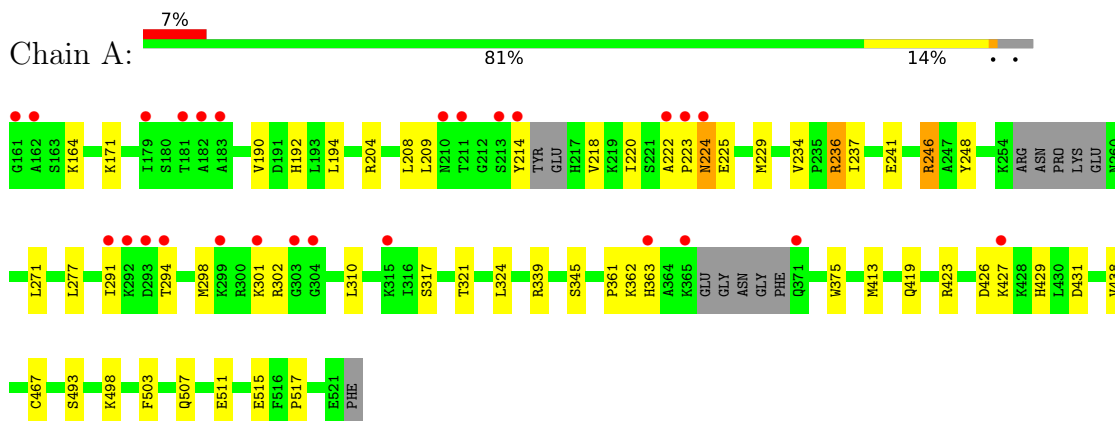 7%
Chain A:
81% 14% • •
G161 A162 S163 K164 K171 I179 S180 T181 A182 A183 V190 D191 H192 L193 L194 R204 L208 L209 N210 T211 G212 S213 Y214 TYR GLU H217 V218 K219 I220 S221 A222 P223 N224 E225 M229 V234 P235 R236 I237 E241 R246 A247 Y248 K254 ARG ASN PRO LYS GLU N260
L271 L277 I291 K292 D293 T294 M298 K299 R300 K301 R302 G303 G304 L310 K315 I316 S317 T321 L324 R339 S345 P361 K362 H363 A364 K365 GLU GLY ASN GLY PHE Q371 W375 M413 Q419 R423 D426 K427 K428 H429 L430 D431 V438
C467 S493 K498 F503 Q507 E511 E515 F516 P517 E521 PHE